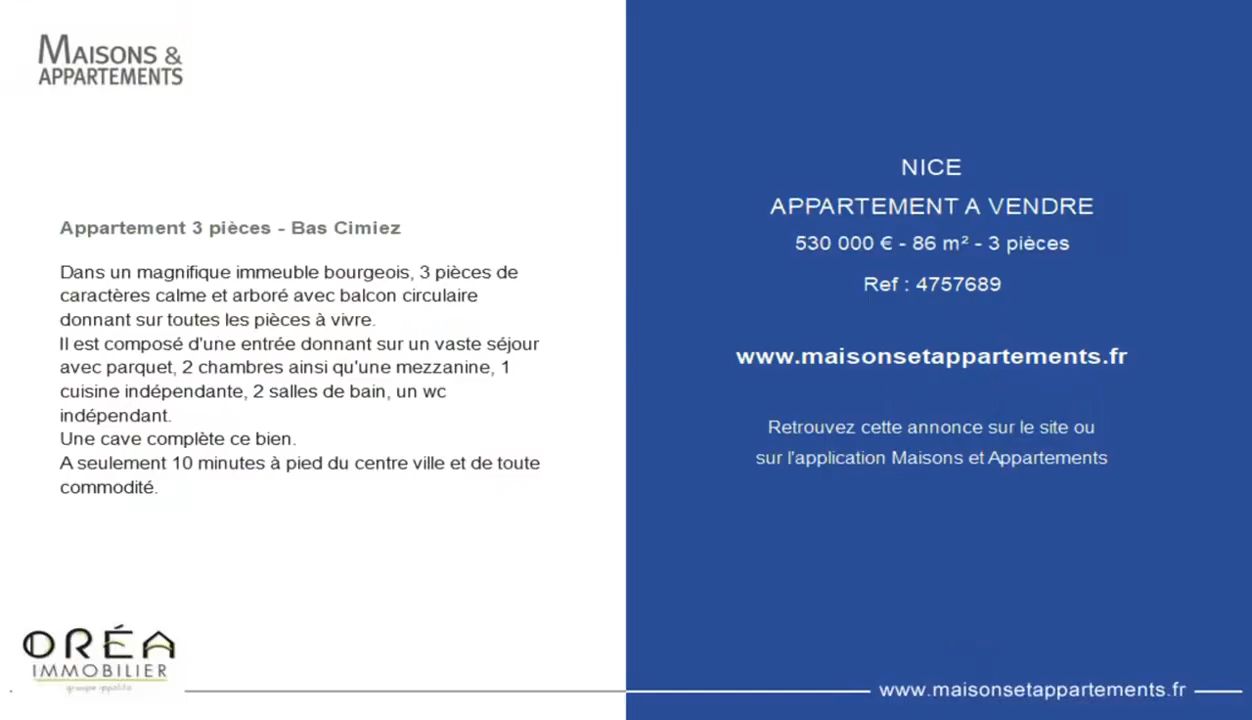 MAISONS &
APPARTEMENTS
Appartement 3 pièces - Bas Cimiez
Dans un magnifique immeuble bourgeois, 3 pièces de
caractères calme et arboré avec balcon circulaire
donnant sur toutes les pièces à vivre.
Il est composé d'une entrée donnant sur un vaste séjour
avec parquet, 2 chambres ainsi qu'une mezzanine, 1
cuisine indépendante, 2 salles de bain, un wc
indépendant.
Une cave complète ce bien.
A seulement 10 minutes à pied du centre ville et de toute
commodité.
ORÉA
IMMOBILIER
groupe appalita
NICE
APPARTEMENT A VENDRE
530 000 € - 86 m² - 3 pièces
Ref : 4757689
www.maisonsetappartements.fr
Retrouvez cette annonce sur le site ou
sur l'application Maisons et Appartements
www.maisonsetappartements.fr